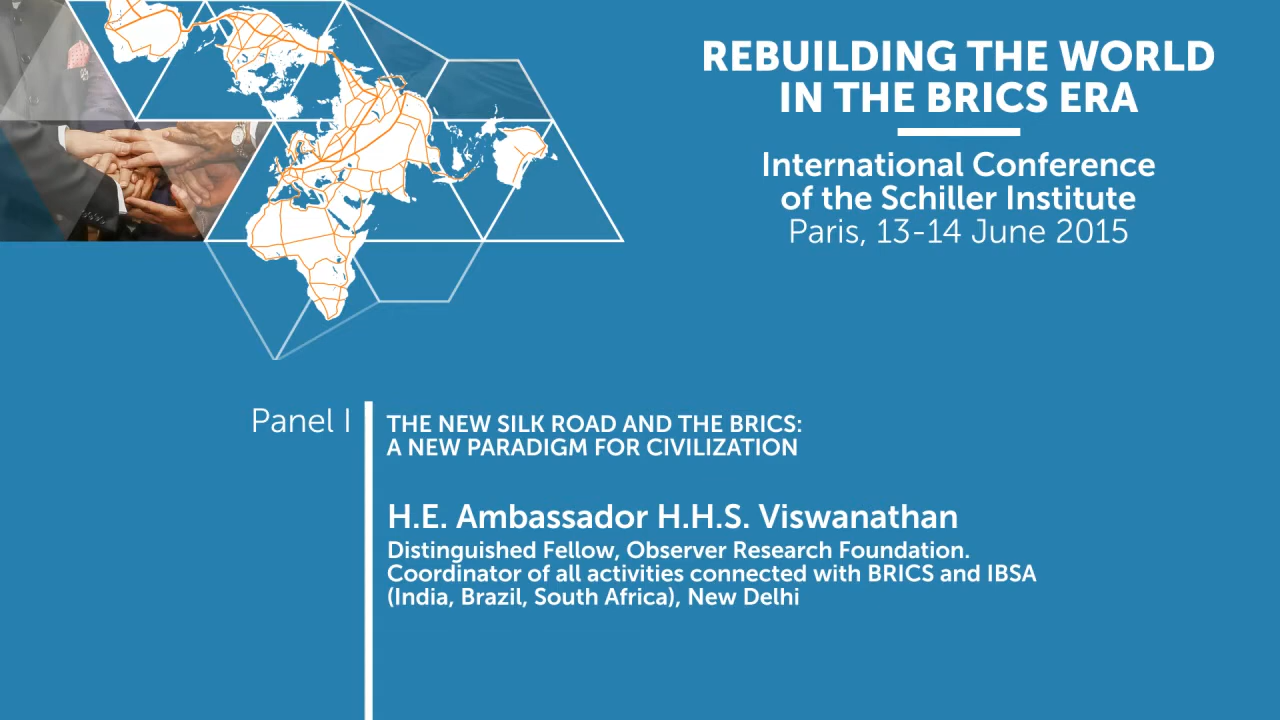 REBUILDING THE WORLD
IN THE BRICS ERA
International Conference
of the Schiller Institute
Paris, 13-14 June 2015
Panel I
THE NEW SILK ROAD AND THE BRICS:
A NEW PARADIGM FOR CIVILIZATION
H.E. Ambassador H.H.S. Viswanathan
Distinguished Fellow, Observer Research Foundation.
Coordinator of all activities connected with BRICS and IBSA
(India, Brazil, South Africa), New Delhi